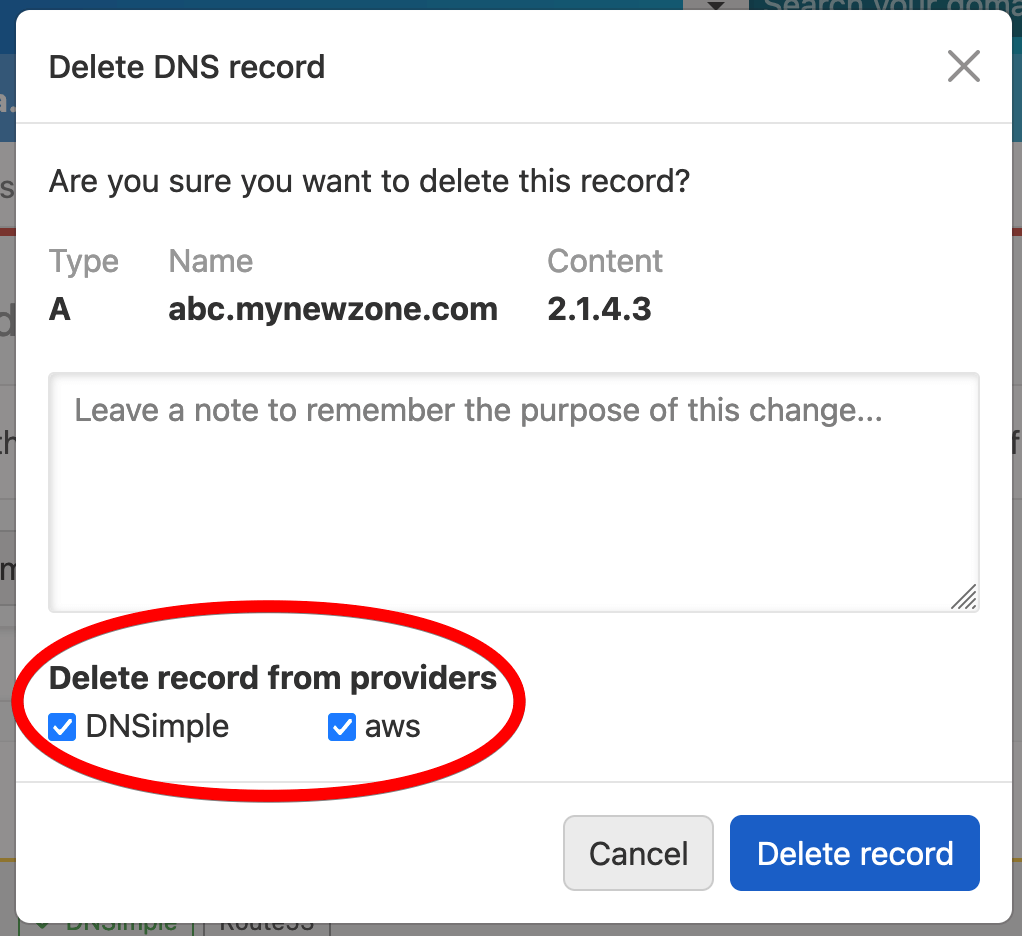 Search your doma
Delete DNS record
a.
Are you sure you want to delete this record?
s
Type Name Content
A abc.mynewzone.com 2.1.4.3
d
Leave a note to remember the purpose of this change...
th
f
m
Delete record from providers
DNSimple aws
Cancel Delete record
DNSimple Route53